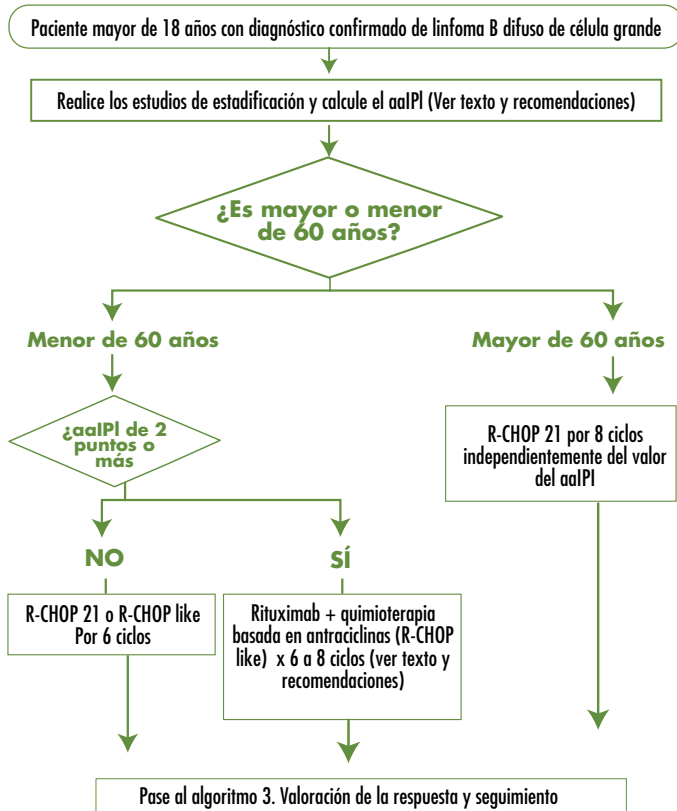 Paciente mayor de 18 años con diagnóstico confirmado de linfoma B difuso de célula grande
Realice los estudios de estadificación y calcule el aaIPl (Ver texto y recomendaciones)
¿Es mayor o menor
de 60 años?
Menor de 60 años
Mayor de 60 años
¿aaIPl de 2
puntos o
más
R-CHOP 21 por 8 ciclos
independientemente del valor
del aaIPI
NO
SÍ
R-CHOP 21 o R-CHOP like
Por 6 ciclos
Rituximab + quimioterapia
basada en antraciclinas (R-CHOP
like) x 6 a 8 ciclos (ver texto y
recomendaciones)
Pase al algoritmo 3. Valoración de la respuesta y seguimiento